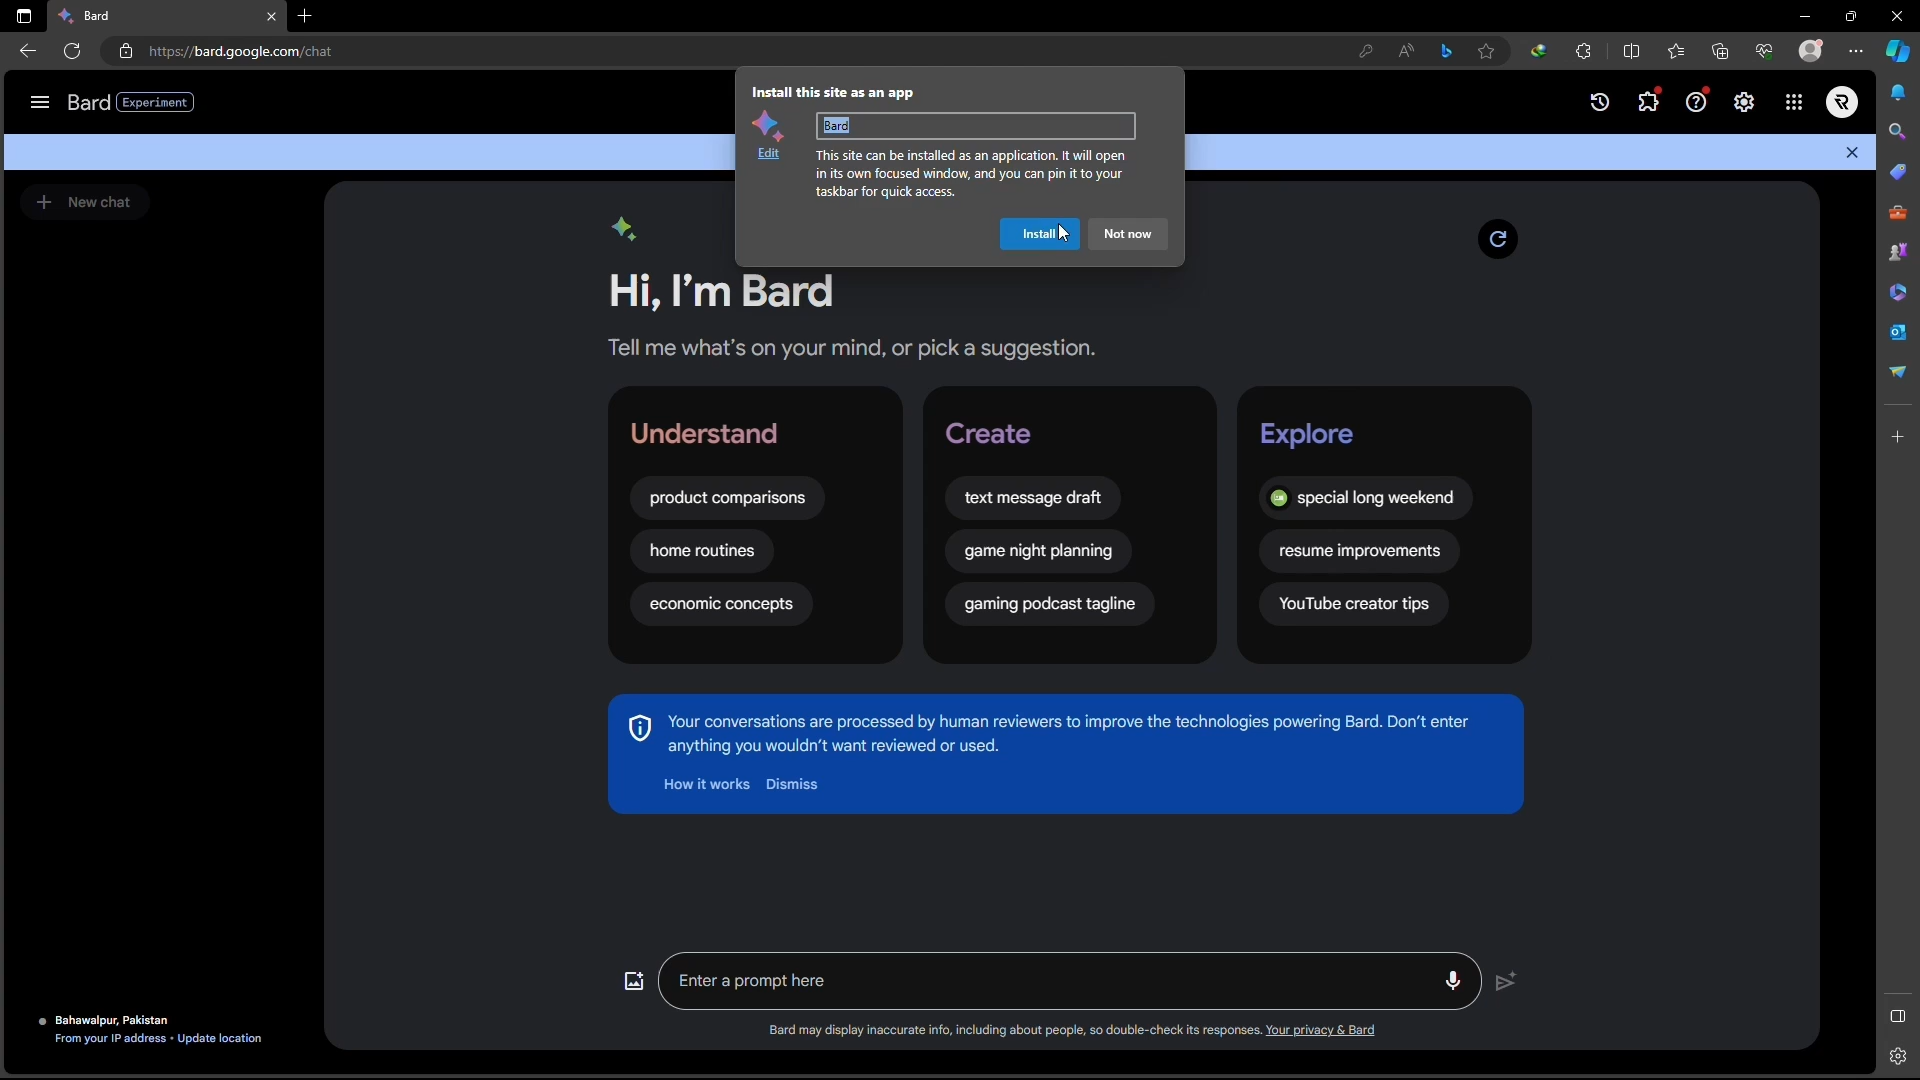 Bard
https://bard.google.com/chat
Bard Experiment
Install this site as an app
Bard
Edit
This site can be installed as an application. It will open
in its own focused window, and you can pin it to your
taskbar for quick access.
Install
Not now
New chat
Hi, I'm Bard
Tell me what's on your mind, or pick a suggestion.
Understand
product comparisons
home routines
economic concepts
Create
text message draft
game night planning
gaming podcast tagline
Explore
special long weekend
resume improvements
YouTube creator tips
Your conversations are processed by human reviewers to improve the technologies powering Bard. Don't enter
anything you wouldn't want reviewed or used.
How it works Dismiss
Enter a prompt here
Bard may display inaccurate info, including about people, so double-check its responses. Your privacy & Bard
Bahawalpur, Pakistan
From your IP address • Update location